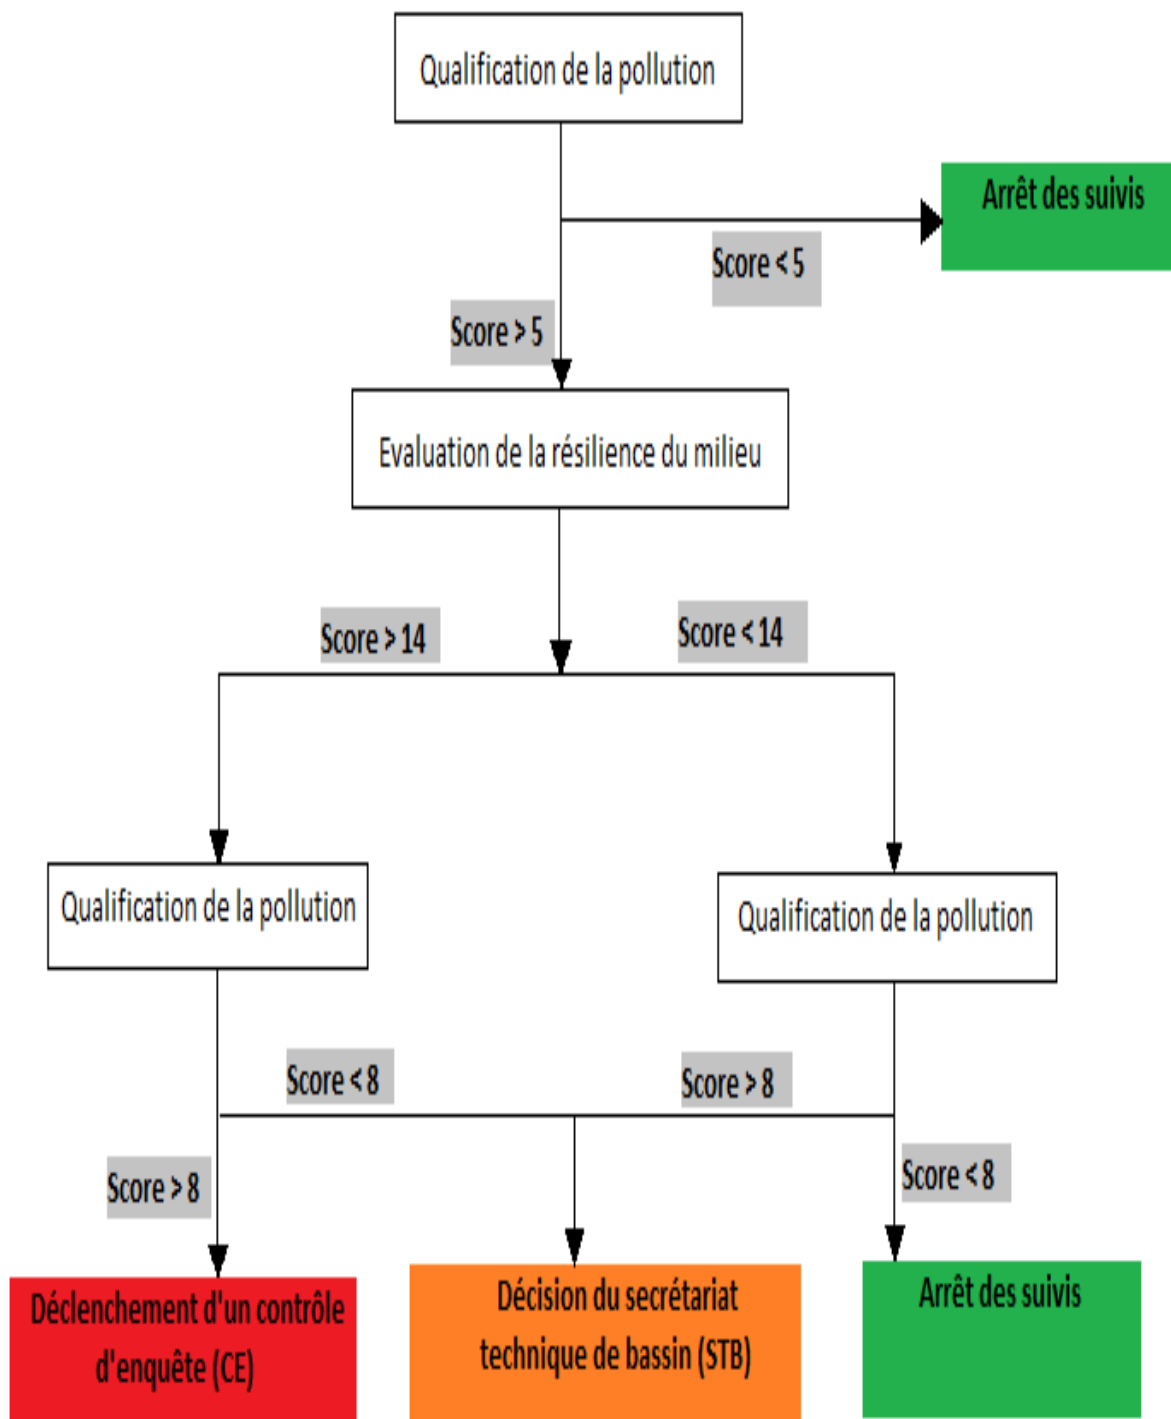 Qualification de la pollution
Arrêt des suivis
Score < 5
Score > 5
Evaluation de la résilience du milieu
Score > 14
Score < 14
Qualification de la pollution
Qualification de la pollution
Score < 8
Score > 8
Score > 8
Score < 8
Déclenchement d'un contrôle
d'enquête (CE)
Décision du secrétariat
technique de bassin (STB)
Arrêt des suivis